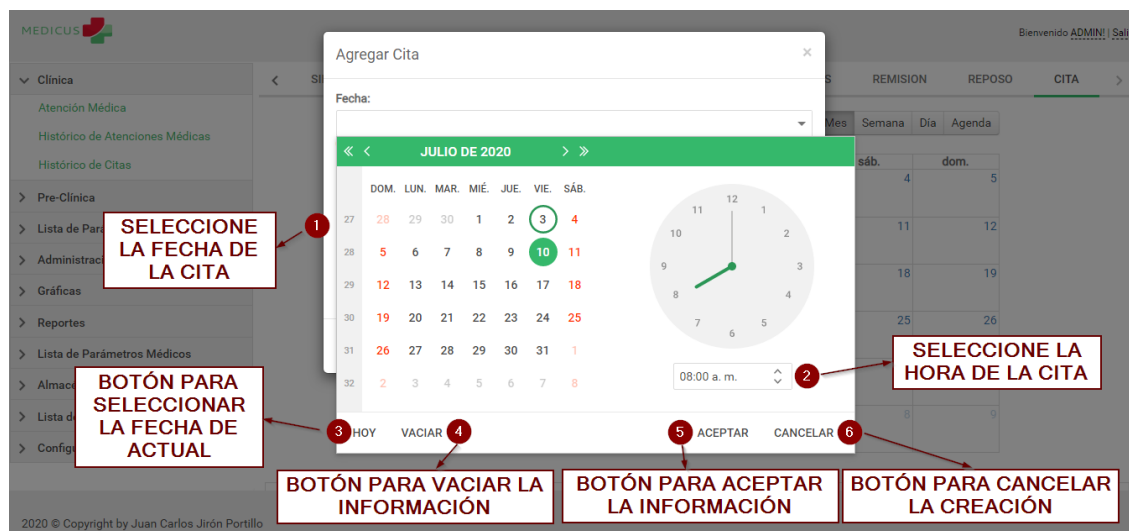 MEDICUS
Bienvenido ADMIN! | Sali
Clínica
Atención Médica
Histórico de Atenciones Médicas
Histórico de Citas
Pre-Clínica
Lista de Par
Administraci
Gráficas
Reportes
Lista de Parámetros Médicos
Almac
Lista d
Config
SI
S REMISION REPOSO CITA
Mes Semana Día Agenda
sáb. dom.
4 5
11 12
18 19
25 26
8 9
Agregar Cita ×
Fecha:
JULIO DE 2020
DOM. LUN. MAR. MIÉ. JUE. VIE. SÁB.
27 28 29 30 1 2 3 4
28 5 6 7 8 9 10 11
29 12 13 14 15 16 17 18
30 19 20 21 22 23 24 25
31 26 27 28 29 30 31 1
32 2 3 4 5 6 7 8
12
11 1
10 2
9 3
8 4
7 5
6
08:00 a. m.
HOY VACIAR ACEPTAR CANCELAR
1
SELECCIONE
LA FECHA DE
LA CITA
2
SELECCIONE LA
HORA DE LA CITA
3
BOTÓN PARA
SELECCIONAR
LA FECHA DE
ACTUAL
4
BOTÓN PARA VACIAR LA
INFORMACIÓN
5
BOTÓN PARA ACEPTAR
LA INFORMACIÓN
6
BOTÓN PARA CANCELAR
LA CREACIÓN
2020 © Copyright by Juan Carlos Jirón Portillo